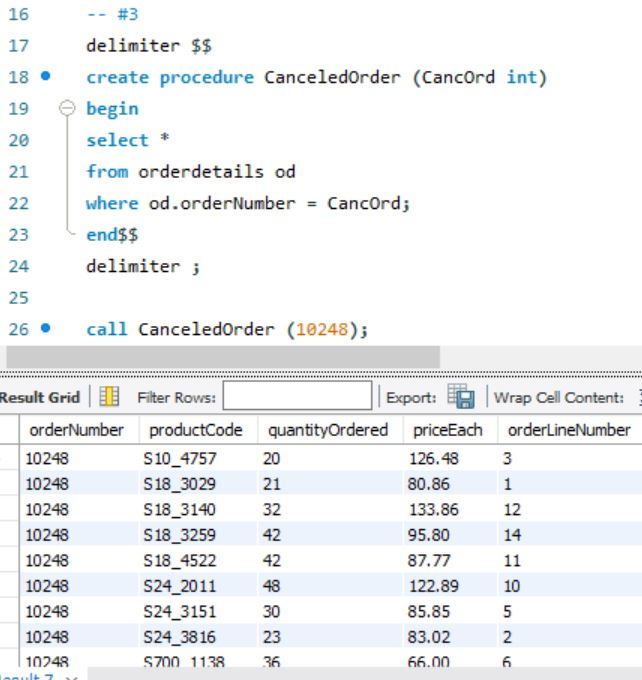 16 -- #3
17 delimiter $$
18 create procedure CanceledOrder (CancOrd int)
19 begin
20 select *
21 from orderdetails od
22 where od.orderNumber = CancOrd;
23 end$$
24 delimiter ;
25
26 call CanceledOrder (10248);
Result Grid Filter Rows: Export: Wrap Cell Content:
orderNumber productCode quantityOrdered priceEach orderLineNumber
10248 S10_4757 20 126.48 3
10248 S18_3029 21 80.86 1
10248 S18_3140 32 133.86 12
10248 S18_3259 42 95.80 14
10248 S18_4522 42 87.77 11
10248 S24_2011 48 122.89 10
10248 S24_3151 30 85.85 5
10248 S24_3816 23 83.02 2
10248 S700_1138 36 66.00 6